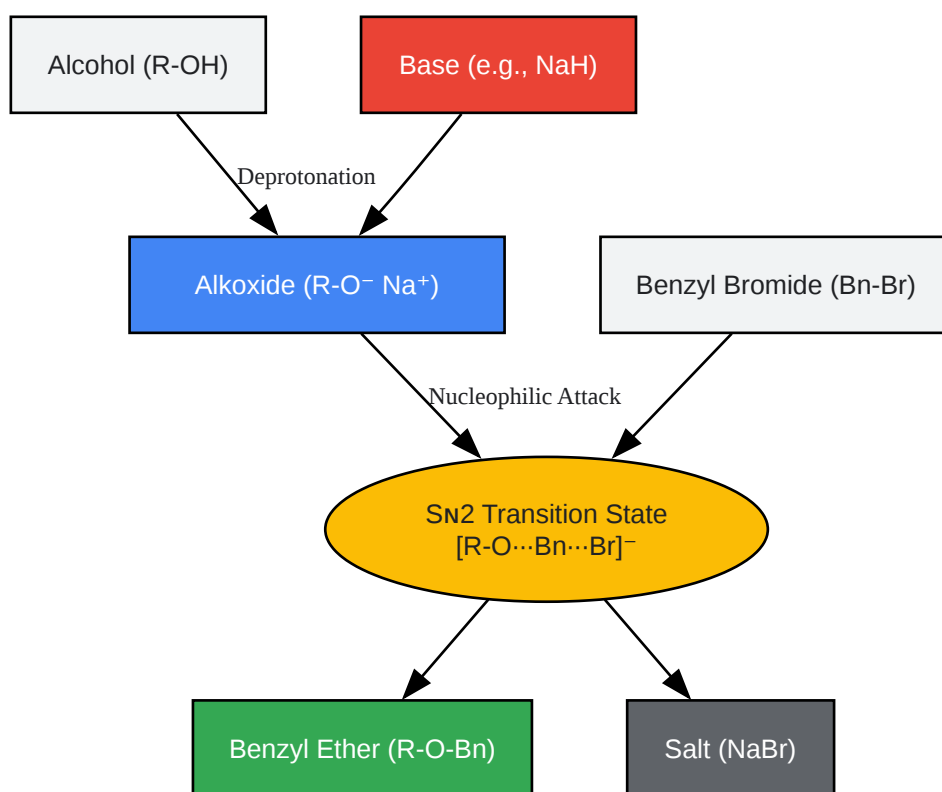 Alcohol (R-OH)
Base (e.g., NaH)
Deprotonation
Alkoxide (R-O⁻ Na⁺)
Benzyl Bromide (Bn-Br)
Nucleophilic Attack
Sɴ2 Transition State
[R-O···Bn···Br]⁻
Benzyl Ether (R-O-Bn)
Salt (NaBr)